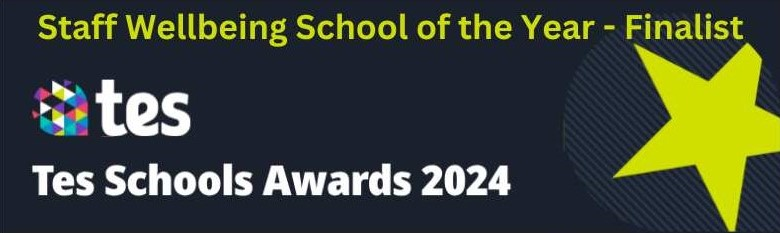 Staff Wellbeing School of the Year - Finalist
tes
Tes Schools Awards 2024